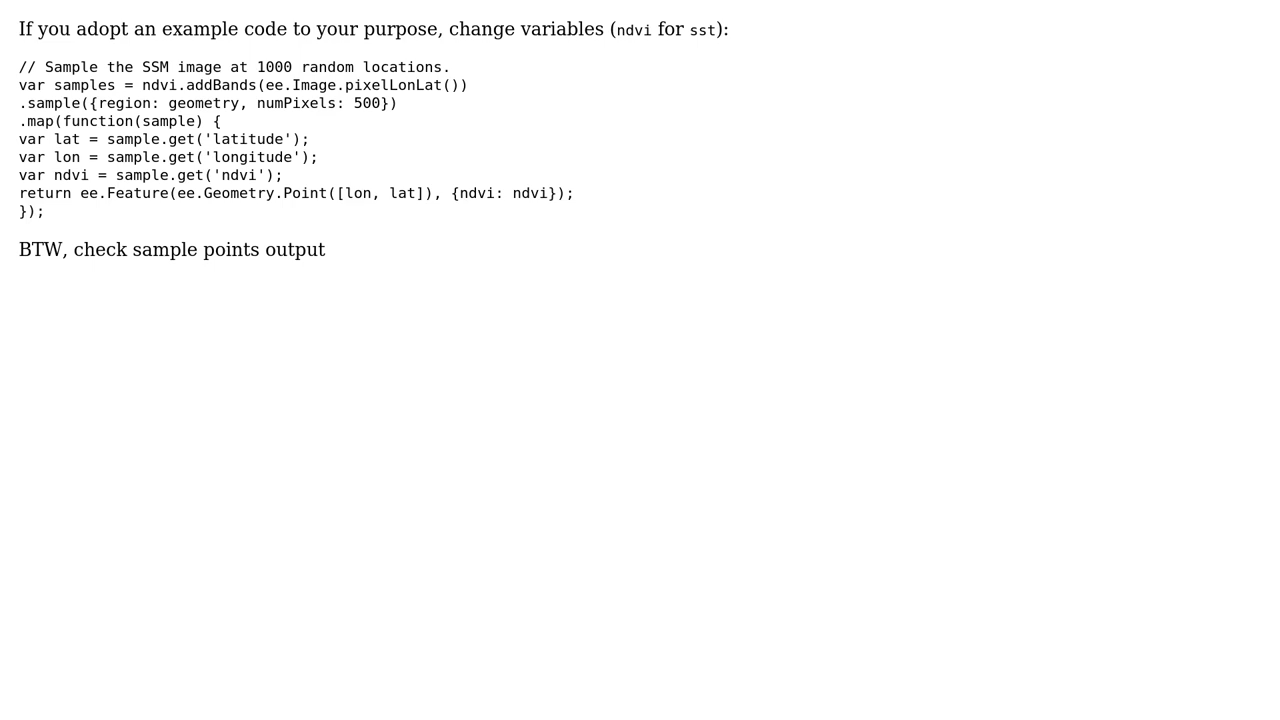 If you adopt an example code to your purpose, change variables (ndvi for sst):
// Sample the SSM image at 1000 random locations.
var samples = ndvi.addBands(ee.Image.pixelLonLat())
.sample({region: geometry, numPixels: 500})
.map(function(sample) {
var lat = sample.get('latitude');
var lon = sample.get('longitude');
var ndvi = sample.get('ndvi');
return ee.Feature(ee.Geometry.Point([lon, lat]), {ndvi: ndvi});
});
BTW, check sample points output